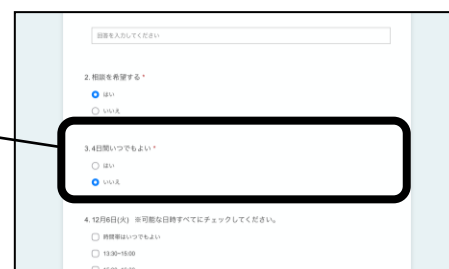 回答を入力してください
2. 相談を希望する *
はい
いいえ
3. 4日間いつでもよい *
はい
いいえ
4. 12月6日(火) ※可能な日時すべてにチェックしてください。
時間帯はいつでもよい
13:30~15:00